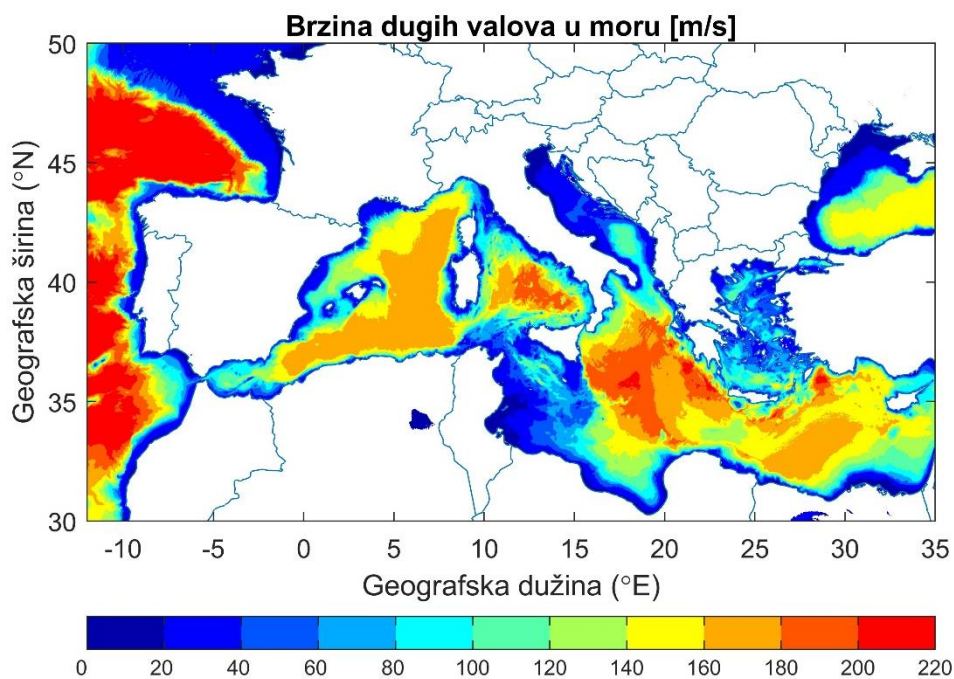 Brzina dugih valova u moru [m/s]
50
45
40
35
30
Geografska širina (°N)
-10 -5 0 5 10 15 20 25 30 35
Geografska dužina (°E)
0 20 40 60 80 100 120 140 160 180 200 220